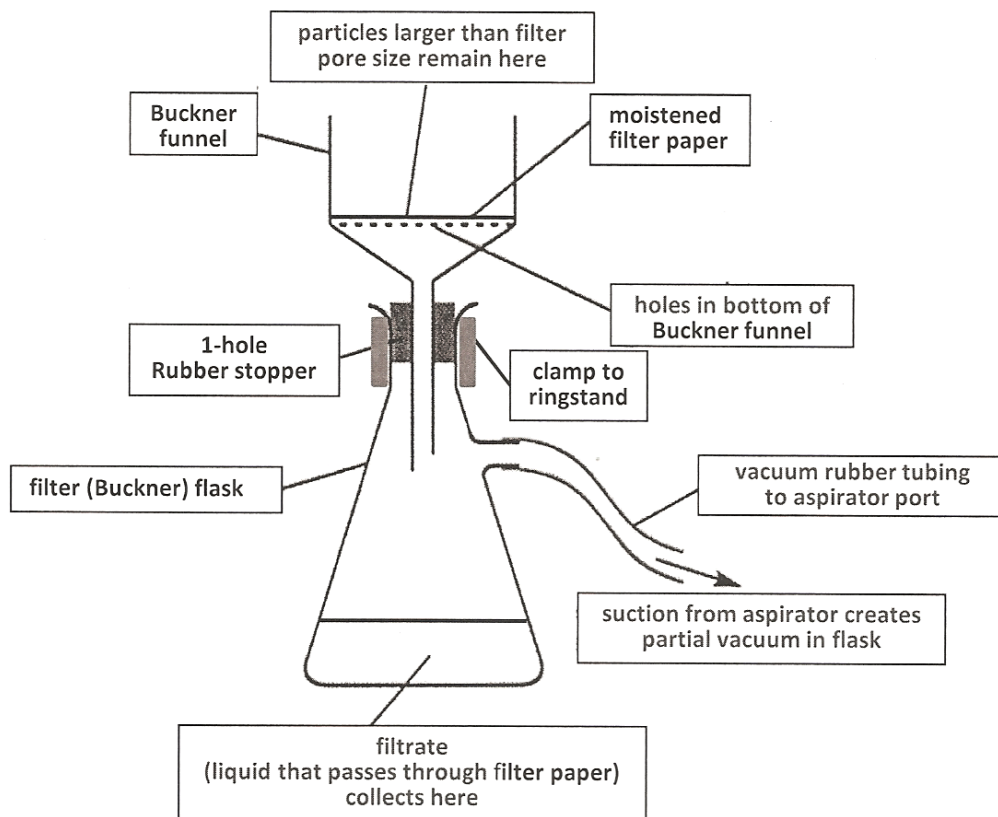 particles larger than filter
pore size remain here
Buckner
funnel
moistened
filter paper
holes in bottom of
Buckner funnel
1-hole
Rubber stopper
clamp to
ringstand
filter (Buckner) flask
vacuum rubber tubing
to aspirator port
suction from aspirator creates
partial vacuum in flask
filtrate
(liquid that passes through filter paper)
collects here